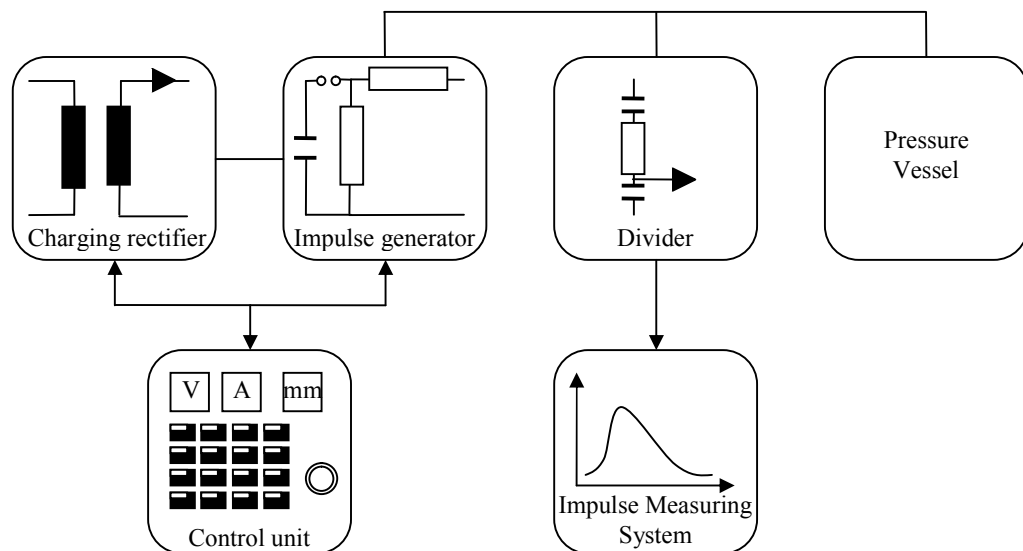 Charging rectifier
Impulse generator
Divider
Pressure
Vessel
V
A
mm
Control unit
Impulse Measuring
System